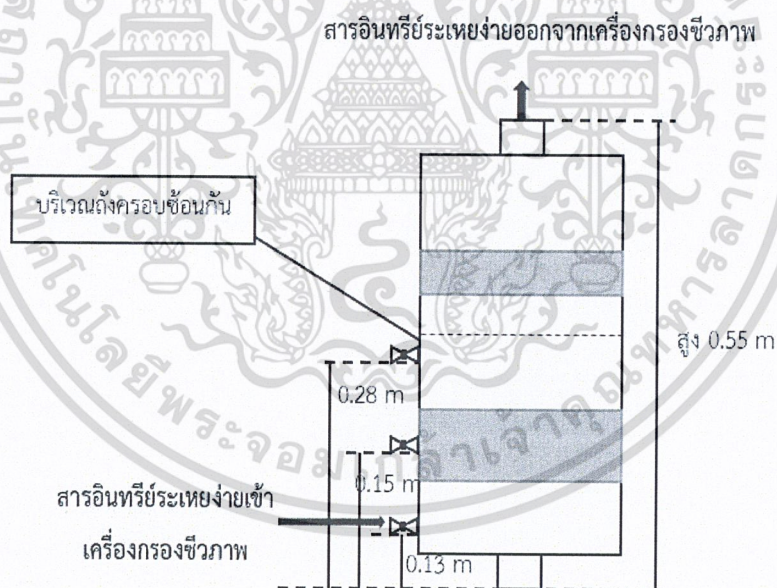 สารอินทรีย์ระเหยง่ายออกจากเครื่องกรองชีวภาพ
บริเวณถังครอบซ้อนกัน
สูง 0.55 m
0.28 m
0.15 m
สารอินทรีย์ระเหยง่ายเข้า
เครื่องกรองชีวภาพ
0.13 m